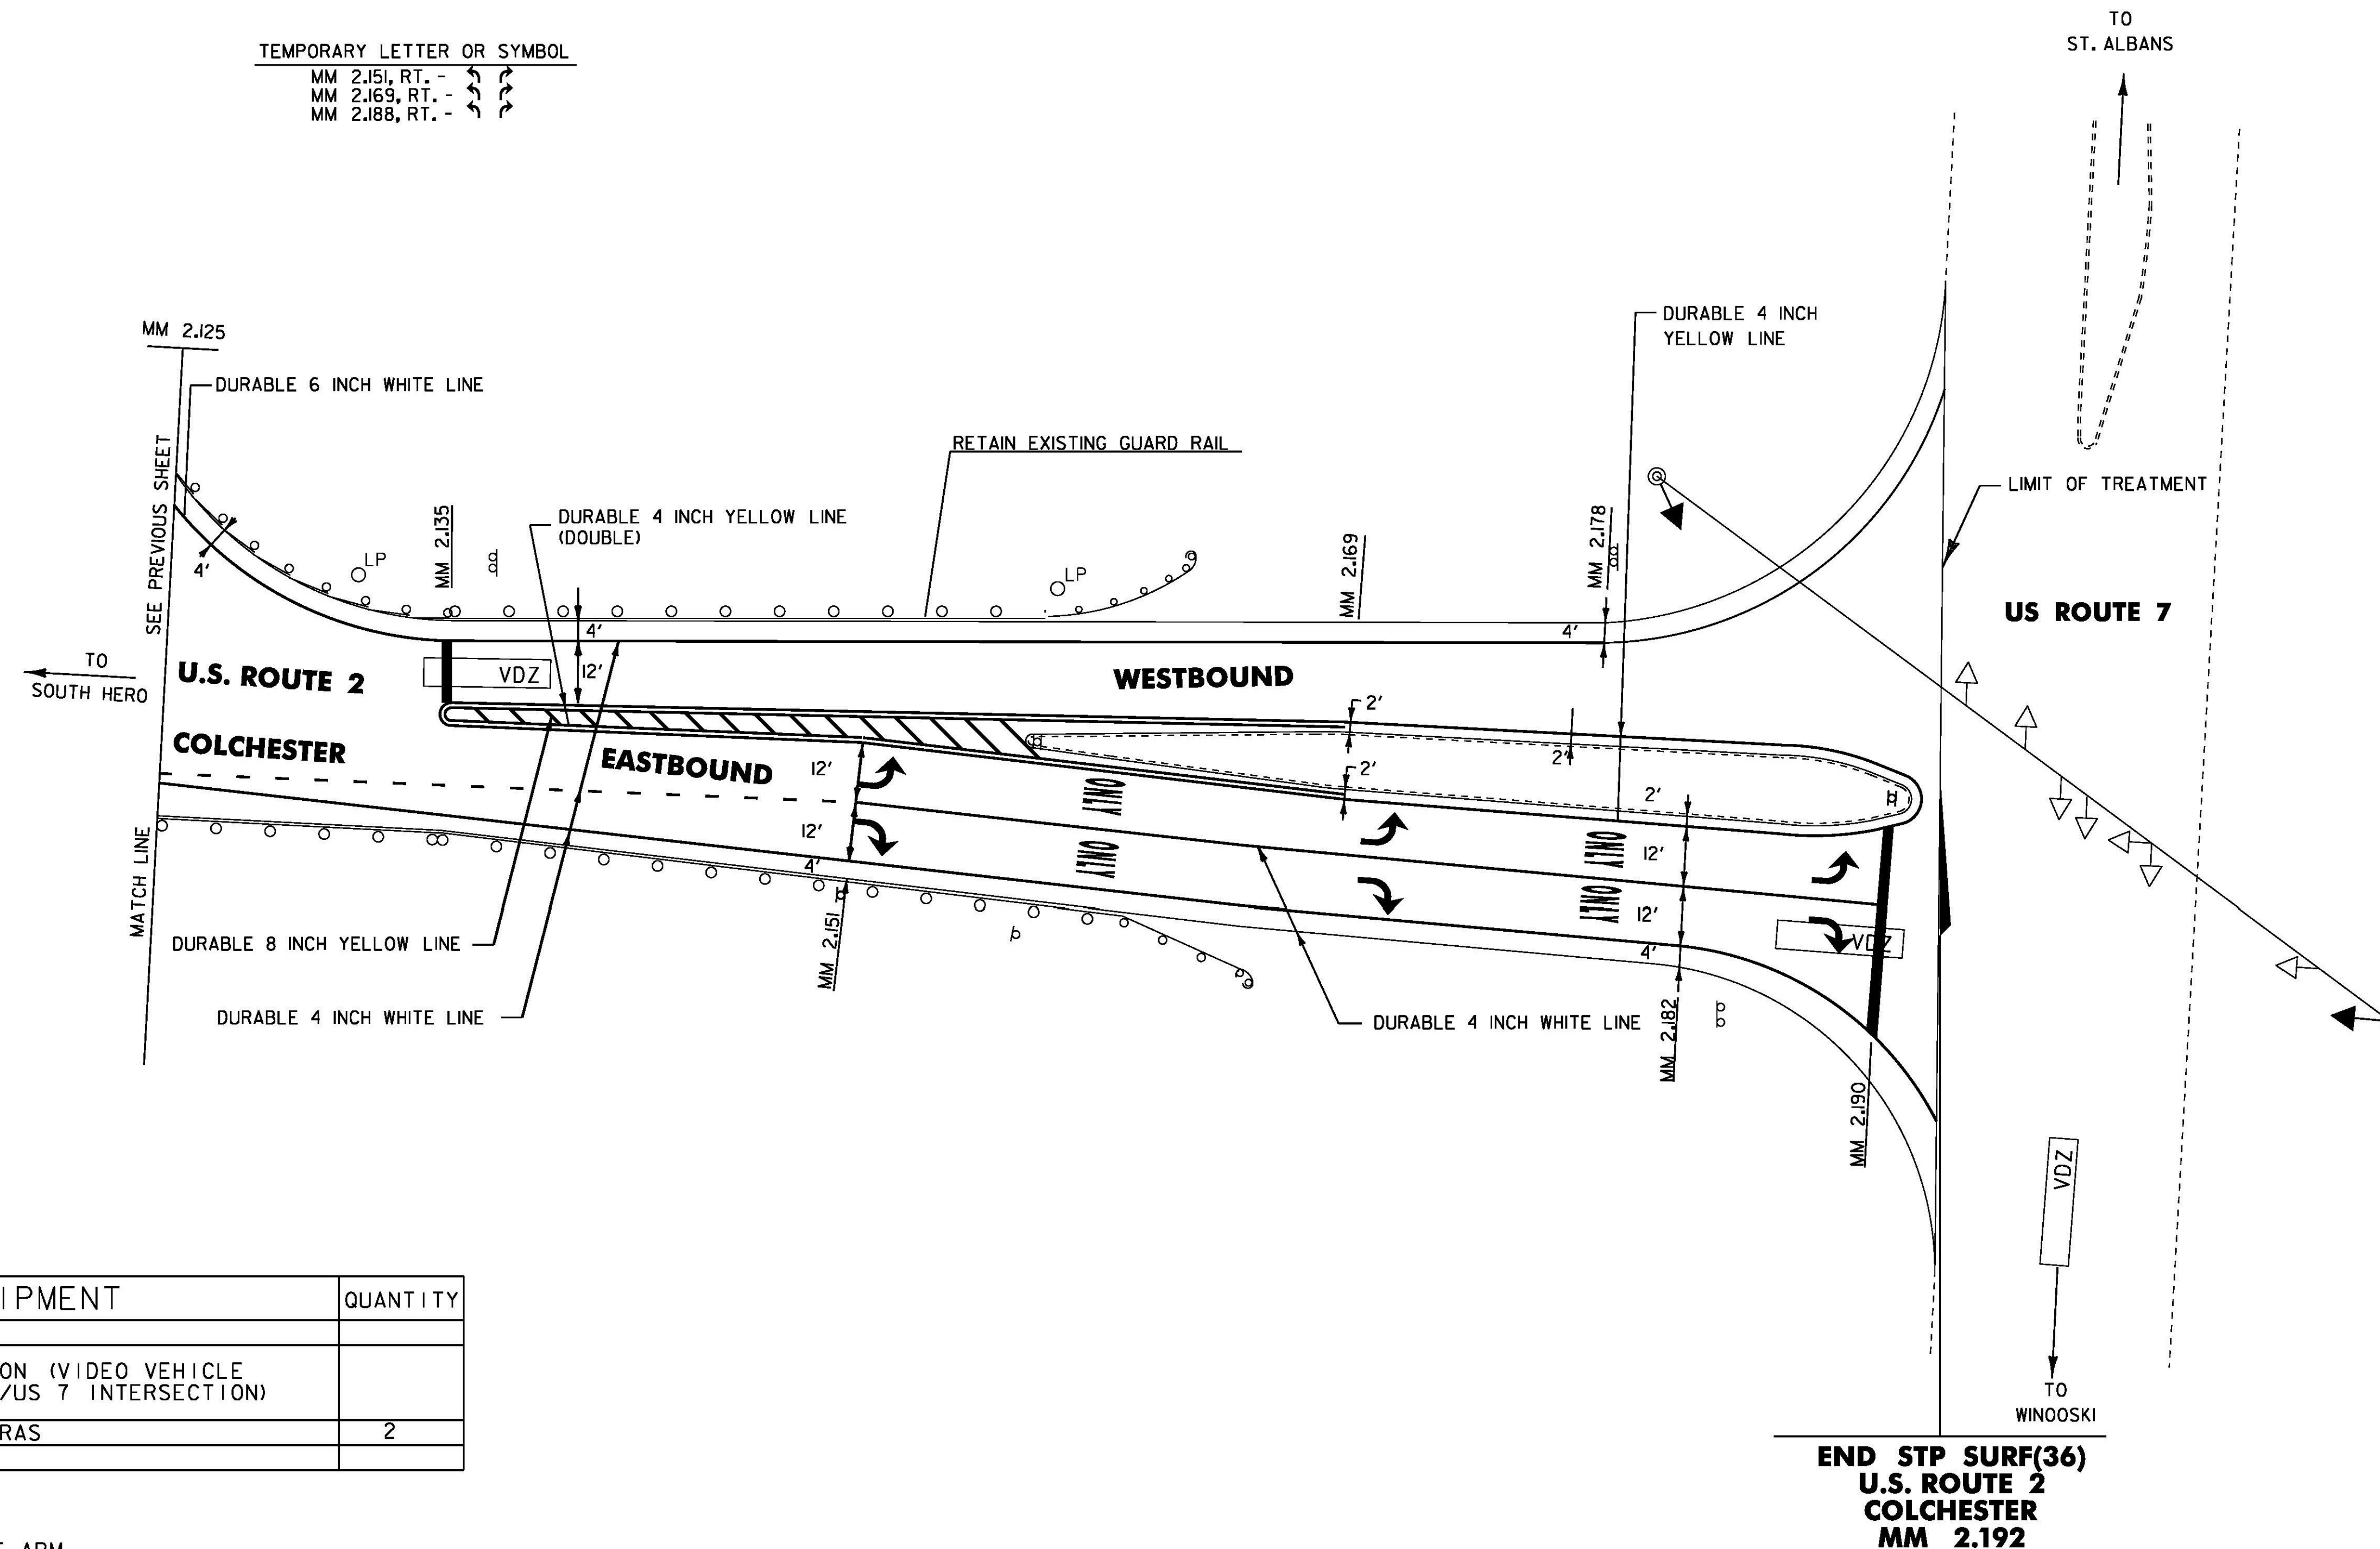 TO
ST. ALBANS
TEMPORARY LETTER OR SYMBOL
MM 2.151, RT. -
MM 2.169, RT. -
MM 2.188, RT. -
DURABLE 4 INCH
YELLOW LINE
MM 2.125
DURABLE 6 INCH WHITE LINE
RETAIN EXISTING GUARD RAIL
LIMIT OF TREATMENT
SEE PREVIOUS SHEET
MATCH LINE
DURABLE 4 INCH YELLOW LINE
(DOUBLE)
MM 2.135
MM 2.169
MM 2.178
LP
LP
4'
4'
4'
US ROUTE 7
TO
SOUTH HERO
U.S. ROUTE 2
VDZ
12'
WESTBOUND
2'
2'
COLCHESTER
EASTBOUND
12'
ONLY
2'
2'
12'
ONLY
4'
ONLY
12'
ONLY
12'
4'
VDZ
DURABLE 8 INCH YELLOW LINE
MM 2.151
DURABLE 4 INCH WHITE LINE
DURABLE 4 INCH WHITE LINE
MM 2.182
MM 2.190
VDZ
TO
WINOOSKI
IPMENT
QUANTITY
ON (VIDEO VEHICLE
/US 7 INTERSECTION)
RAS
2
END STP SURF(36)
U.S. ROUTE 2
COLCHESTER
MM 2.192